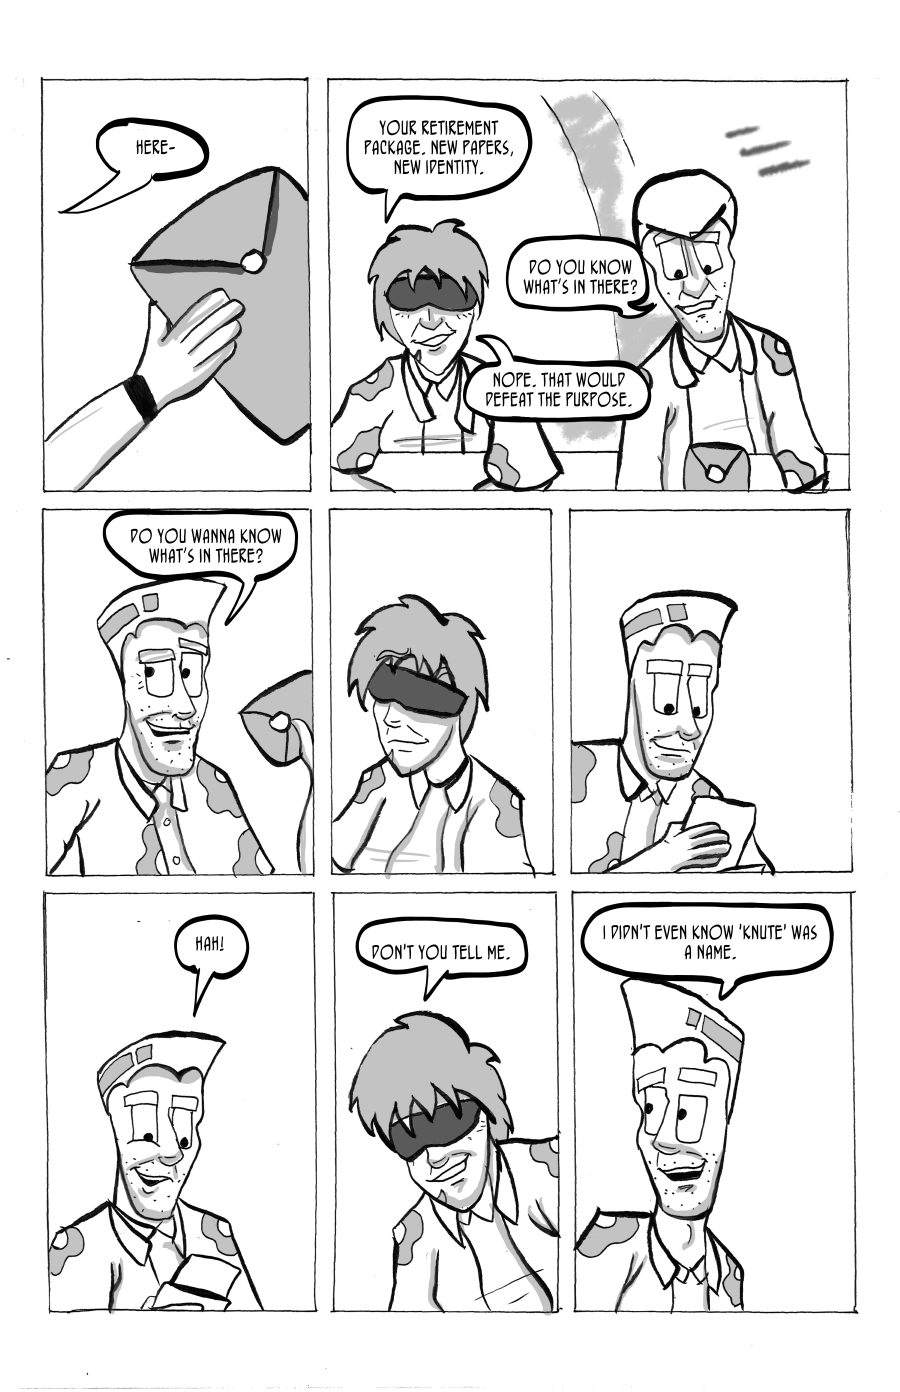 HERE-
YOUR RETIREMENT
PACKAGE. NEW PAPERS,
NEW IDENTITY.
DO YOU KNOW
WHAT'S IN THERE?
NOPE. THAT WOULD
DEFEAT THE PURPOSE.
DO YOU WANNA KNOW
WHAT'S IN THERE?
HAH!
DON'T YOU TELL ME.
I DIDN'T EVEN KNOW 'KNUTE' WAS
A NAME.